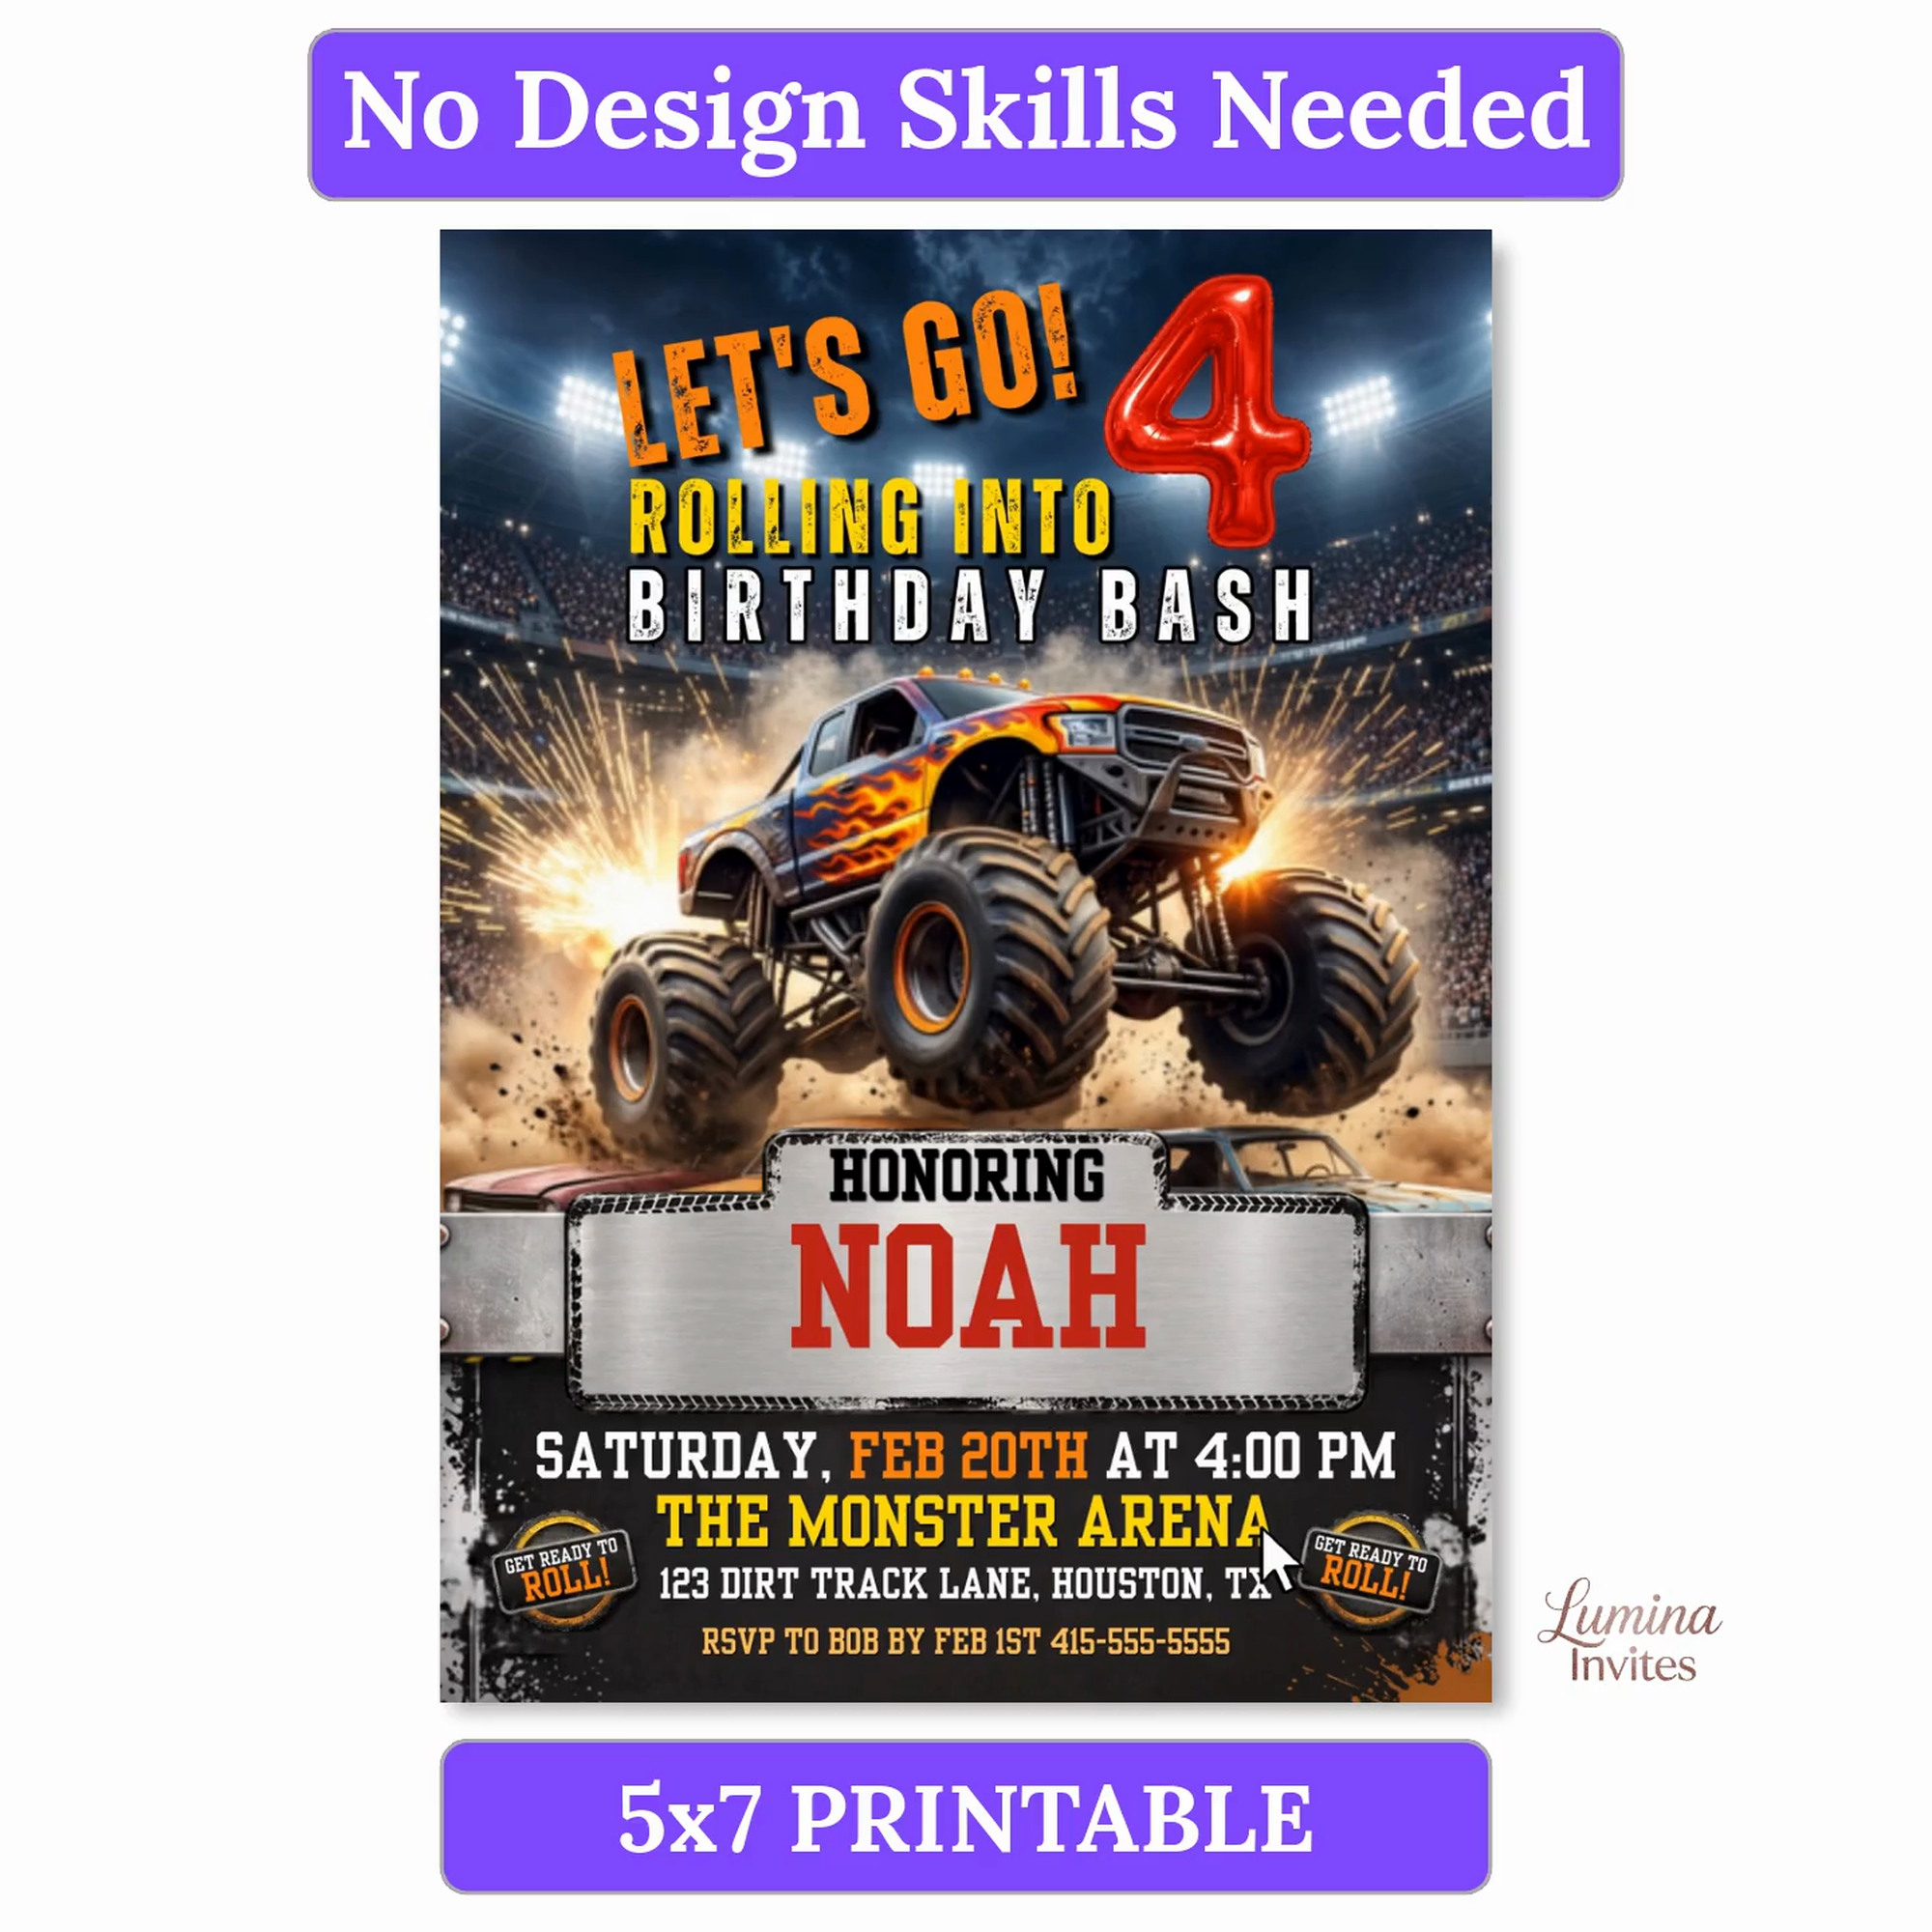 No Design Skills Needed
LET'S GO!
4
ROLLING INTO
BIRTHDAY BASH
HONORING
NOAH
SATURDAY, FEB 20TH AT 4:00 PM
THE MONSTER ARENA
GET READY TO
ROLL!
GET READY TO
ROLL!
123 DIRT TRACK LANE, HOUSTON, TX
RSVP TO BOB BY FEB 1ST 415-555-5555
Lumina
Invites
5x7 PRINTABLE